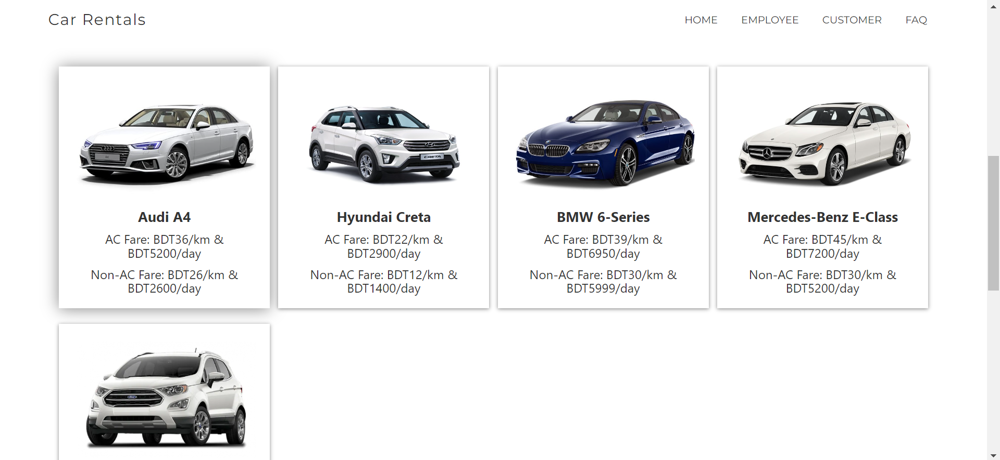 Car Rentals
HOME EMPLOYEE CUSTOMER FAQ
A4
CRETA
Audi A4
AC Fare: BDT36/km &
BDT5200/day
Non-AC Fare: BDT26/km &
BDT2600/day
Hyundai Creta
AC Fare: BDT22/km &
BDT2900/day
Non-AC Fare: BDT12/km &
BDT1400/day
BMW 6-Series
AC Fare: BDT39/km &
BDT6950/day
Non-AC Fare: BDT30/km &
BDT5999/day
Mercedes-Benz E-Class
AC Fare: BDT45/km &
BDT7200/day
Non-AC Fare: BDT30/km &
BDT5200/day
Ford